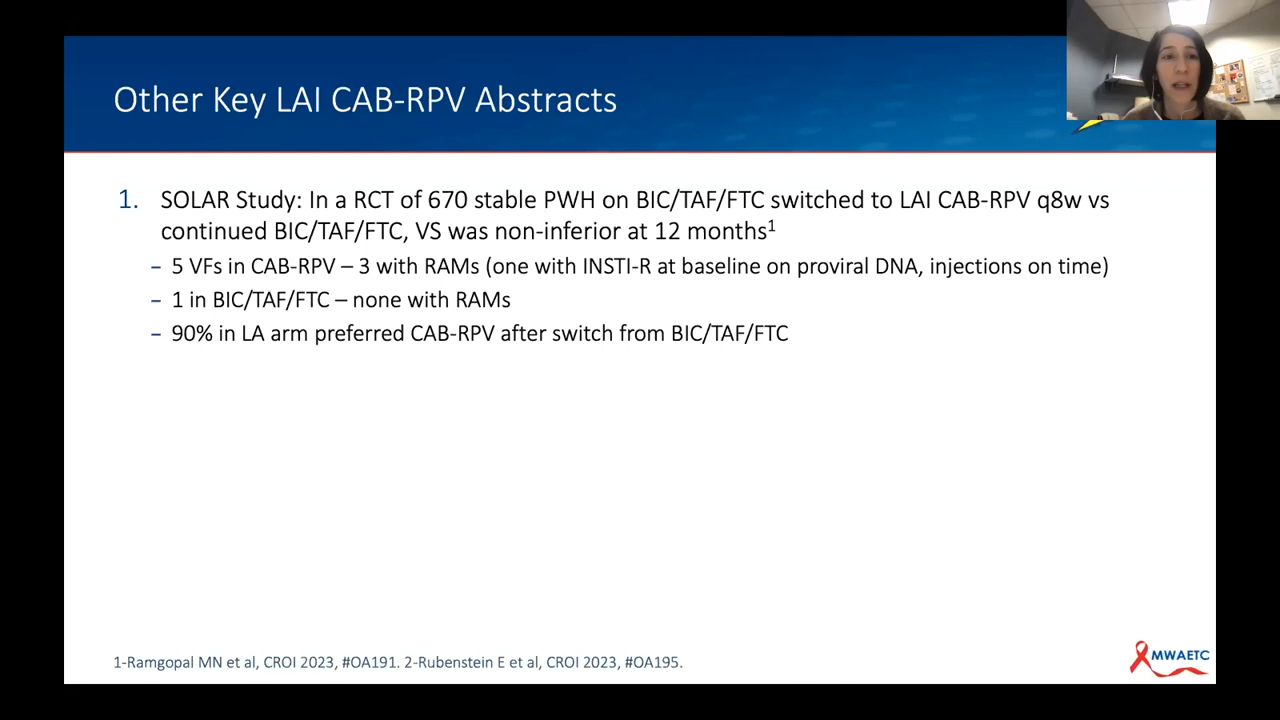 Other Key LAI CAB-RPV Abstracts
1. SOLAR Study: In a RCT of 670 stable PWH on BIC/TAF/FTC switched to LAI CAB-RPV q8w vs
continued BIC/TAF/FTC, VS was non-inferior at 12 months¹
– 5 VFs in CAB-RPV – 3 with RAMs (one with INSTI-R at baseline on proviral DNA, injections on time)
– 1 in BIC/TAF/FTC – none with RAMs
– 90% in LA arm preferred CAB-RPV after switch from BIC/TAF/FTC
1-Ramgopal MN et al, CROI 2023, #OA191. 2-Rubenstein E et al, CROI 2023, #OA195.
MWAETC